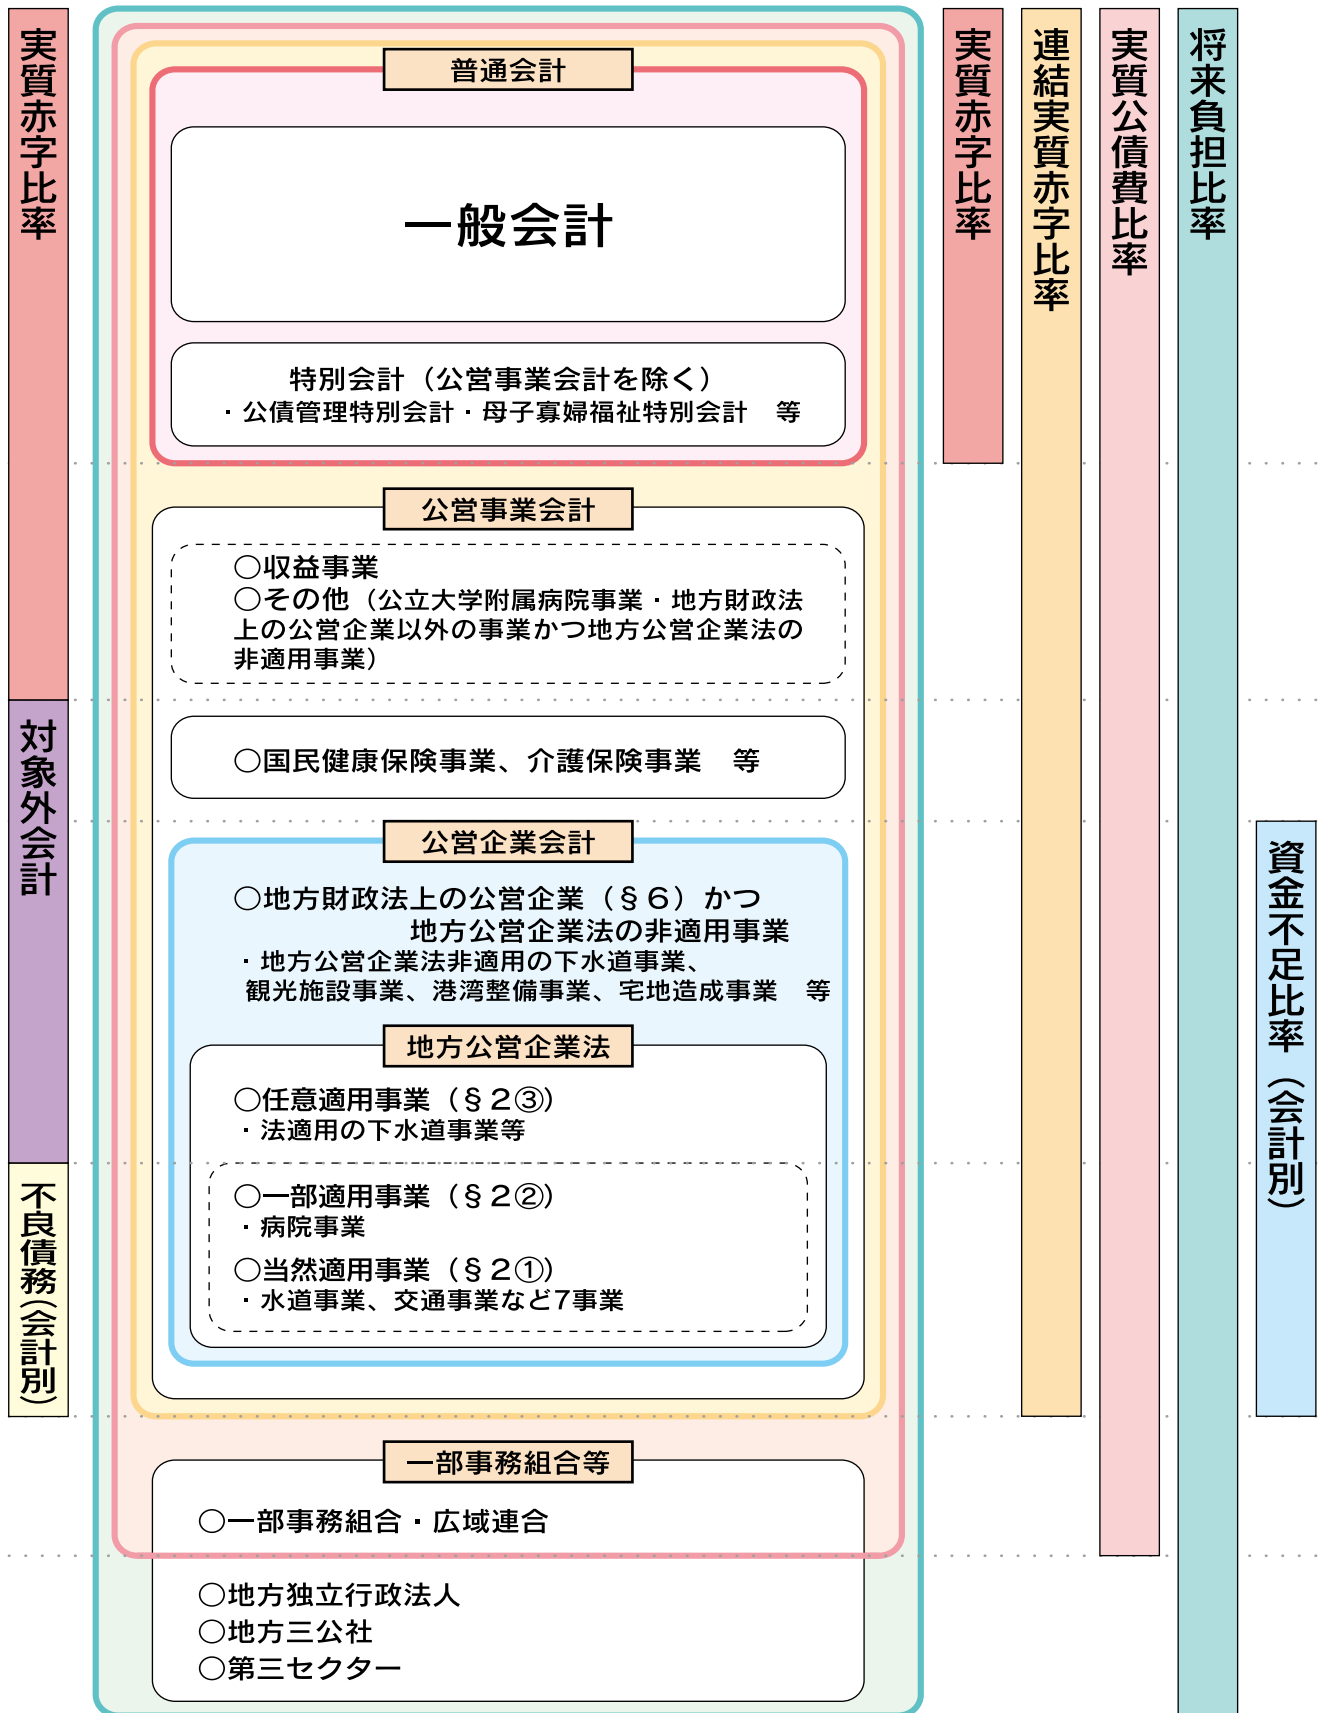 実質赤字比率
対象外会計
不良債務(会計別)
普通会計
一般会計
特別会計（公営事業会計を除く）
・公債管理特別会計・母子寡婦福祉特別会計　等
公営事業会計
○収益事業
○その他（公立大学附属病院事業・地方財政法
上の公営企業以外の事業かつ地方公営企業法の
非適用事業）
○国民健康保険事業、介護保険事業　等
公営企業会計
○地方財政法上の公営企業（§６）かつ
地方公営企業法の非適用事業
・地方公営企業法非適用の下水道事業、
観光施設事業、港湾整備事業、宅地造成事業　等
地方公営企業法
○任意適用事業（§２③）
・法適用の下水道事業等
○一部適用事業（§２②）
・病院事業
○当然適用事業（§２①）
・水道事業、交通事業など7事業
一部事務組合等
○一部事務組合・広域連合
○地方独立行政法人
○地方三公社
○第三セクター
実質赤字比率
連結実質赤字比率
実質公債費比率
将来負担比率
資金不足比率（会計別）